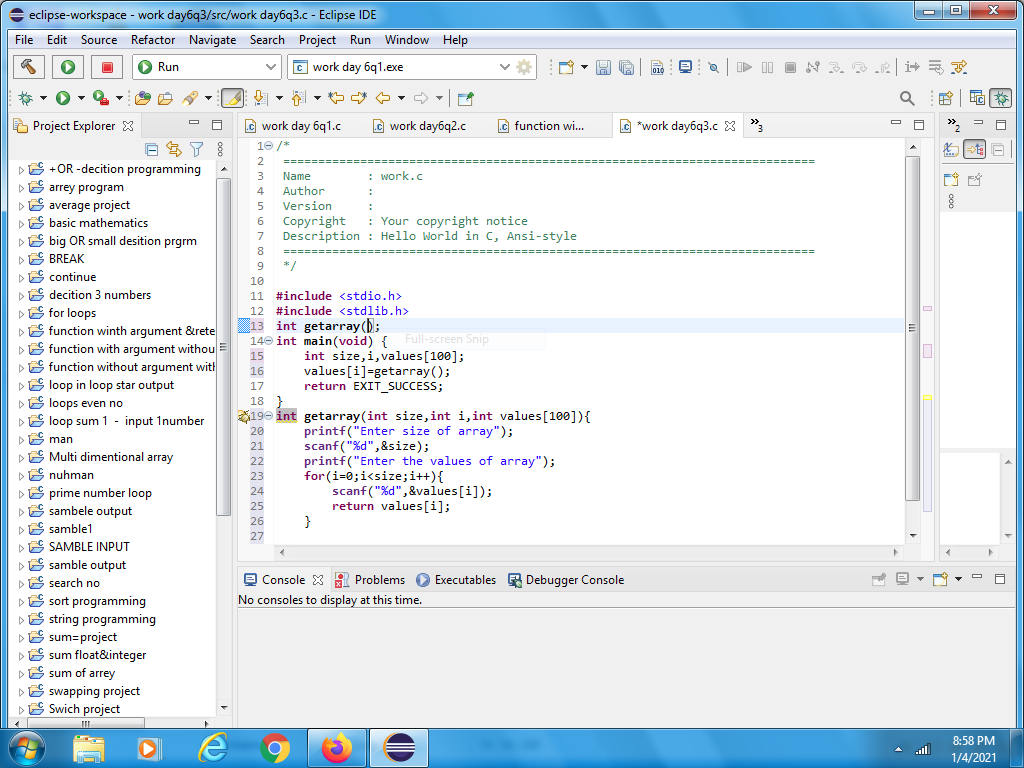 eclipse-workspace - work day6q3/src/work day6q3.c - Eclipse IDE
File Edit Source Refactor Navigate Search Project Run Window Help
Run
work day 6q1.exe
Project Explorer
+OR -decition programming
arrey program
average project
basic mathematics
big OR small desition prgrm
BREAK
continue
decition 3 numbers
for loops
function winth argument &rete
function with argument withou
function without argument with
loop in loop star output
loops even no
loop sum 1 - input 1number
man
Multi dimentional array
nuhman
prime number loop
sambele output
samble1
SAMBLE INPUT
samble output
search no
sort programming
string programming
sum=project
sum float&integer
sum of arrey
swapping project
Swich project
work day 6q1.c
work day6q2.c
function wi...
*work day6q3.c
3
2
1 /*
2 ============================================================================
3 Name        : work.c
4 Author      :
5 Version     :
6 Copyright   : Your copyright notice
7 Description : Hello World in C, Ansi-style
8 ============================================================================
9 */
10
11 #include <stdio.h>
12 #include <stdlib.h>
13 int getarray();
Full-screen Snip
14 int main(void) {
15     int size,i,values[100];
16     values[i]=getarray();
17     return EXIT_SUCCESS;
18 }
19 int getarray(int size,int i,int values[100]){
20     printf("Enter size of array");
21     scanf("%d",&size);
22     printf("Enter the values of array");
23     for(i=0;i<size;i++){
24         scanf("%d",&values[i]);
25         return values[i];
26     }
27
Console Problems Executables Debugger Console
No consoles to display at this time.
8:58 PM
1/4/2021